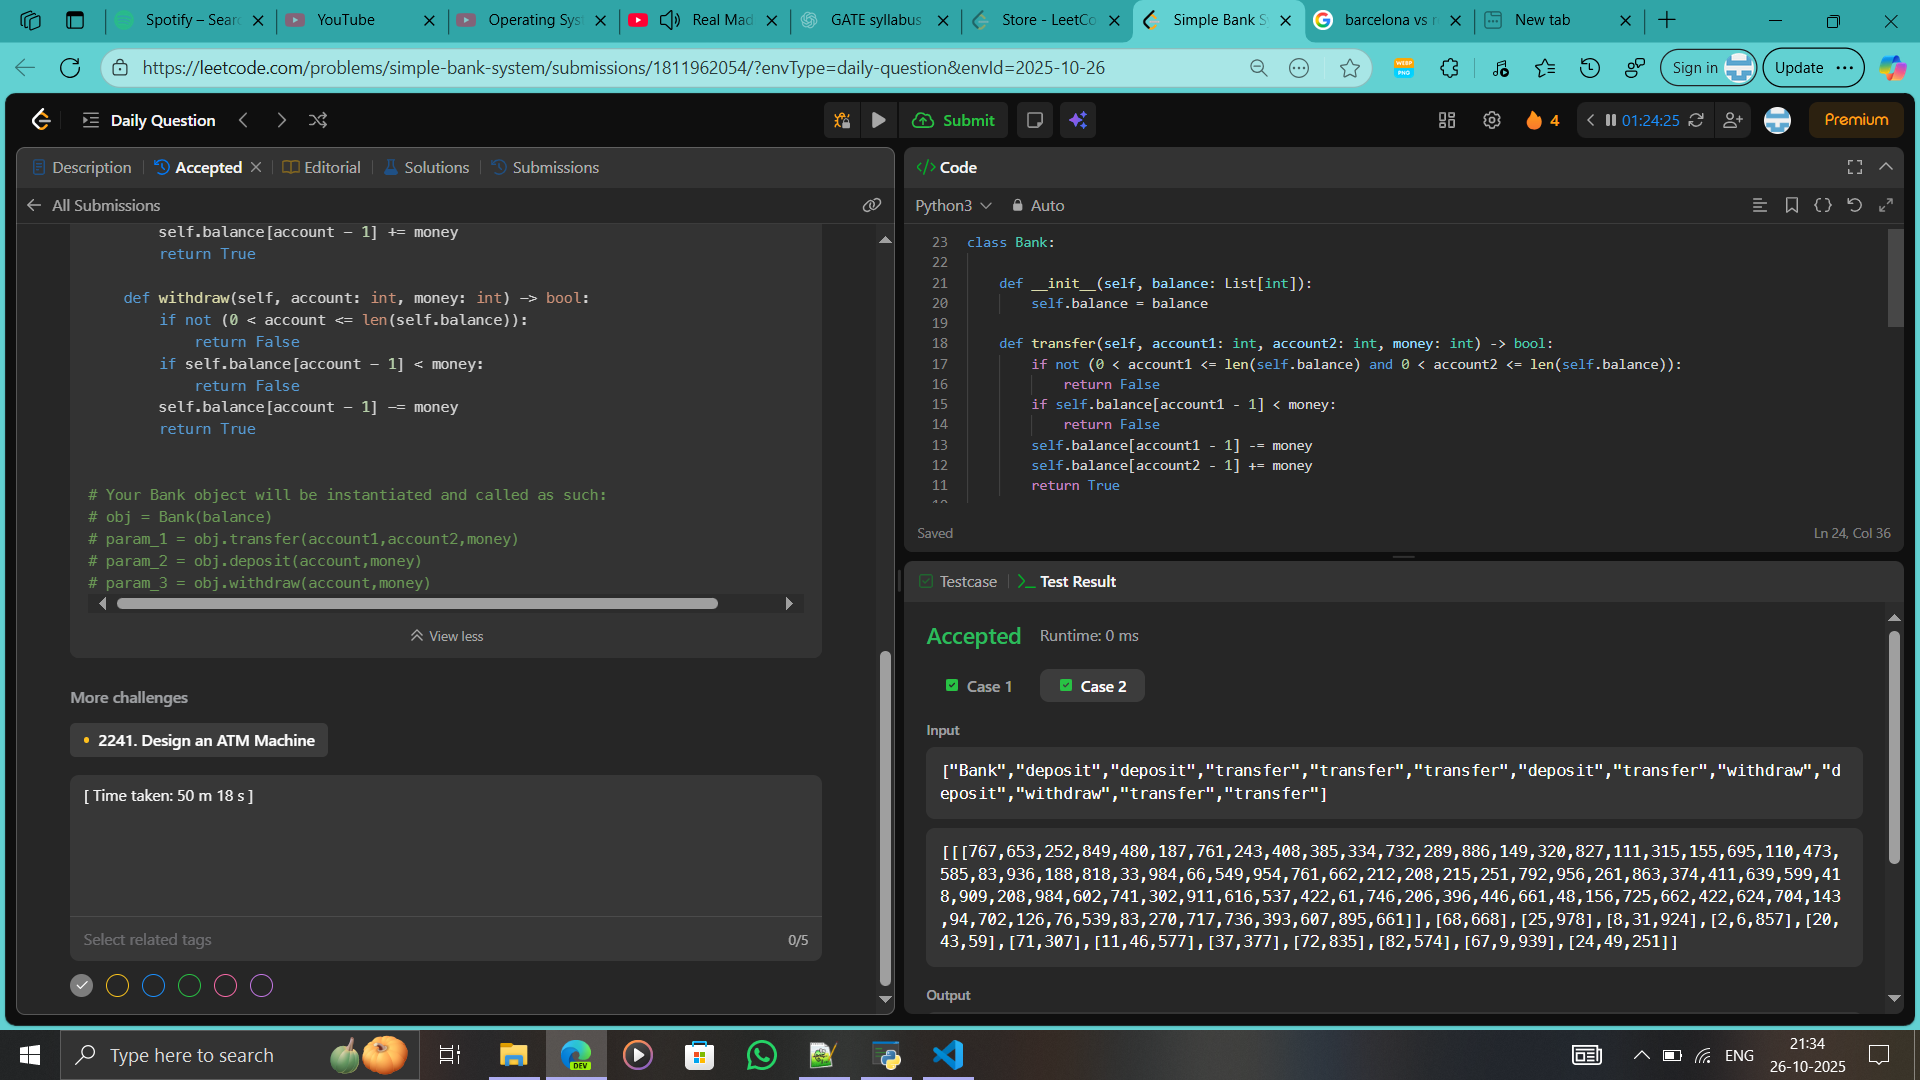 Spotify – Sear
YouTube
Operating Sys
Real Mad
GATE syllabus
Store - LeetCo
Simple Bank S
barcelona vs r
New tab
https://leetcode.com/problems/simple-bank-system/submissions/1811962054/?envType=daily-question&envId=2025-10-26
Sign in
Update
Daily Question
Submit
4
01:24:25
Premium
Description
Accepted
Editorial
Solutions
Submissions
All Submissions
self.balance[account - 1] += money
return True
def withdraw(self, account: int, money: int) -> bool:
if not (0 < account <= len(self.balance)):
return False
if self.balance[account - 1] < money:
return False
self.balance[account - 1] -= money
return True
# Your Bank object will be instantiated and called as such:
# obj = Bank(balance)
# param_1 = obj.transfer(account1,account2,money)
# param_2 = obj.deposit(account,money)
# param_3 = obj.withdraw(account,money)
View less
More challenges
2241. Design an ATM Machine
[ Time taken: 50 m 18 s ]
Select related tags
0/5
</> Code
Python3
Auto
23 class Bank:
22
21 def __init__(self, balance: List[int]):
20 self.balance = balance
19
18 def transfer(self, account1: int, account2: int, money: int) -> bool:
17 if not (0 < account1 <= len(self.balance) and 0 < account2 <= len(self.balance)):
16 return False
15 if self.balance[account1 - 1] < money:
14 return False
13 self.balance[account1 - 1] -= money
12 self.balance[account2 - 1] += money
11 return True
Saved
Ln 24, Col 36
Testcase
Test Result
Accepted
Runtime: 0 ms
Case 1
Case 2
Input
["Bank","deposit","deposit","transfer","transfer","transfer","deposit","transfer","withdraw","d
eposit","withdraw","transfer","transfer"]
[[[767,653,252,849,480,187,761,243,408,385,334,732,289,886,149,320,827,111,315,155,695,110,473,
585,83,936,188,818,33,984,66,549,954,761,662,212,208,215,251,792,956,261,863,374,411,639,599,41
8,909,208,984,602,741,302,911,616,537,422,61,746,206,396,446,661,48,156,725,662,422,624,704,143
,94,702,126,76,539,83,270,717,736,393,607,895,661]],[68,668],[25,978],[8,31,924],[2,6,857],[20,
43,59],[71,307],[11,46,577],[37,377],[72,835],[82,574],[67,9,939],[24,49,251]]
Output
Type here to search
DEV
ENG
21:34
26-10-2025